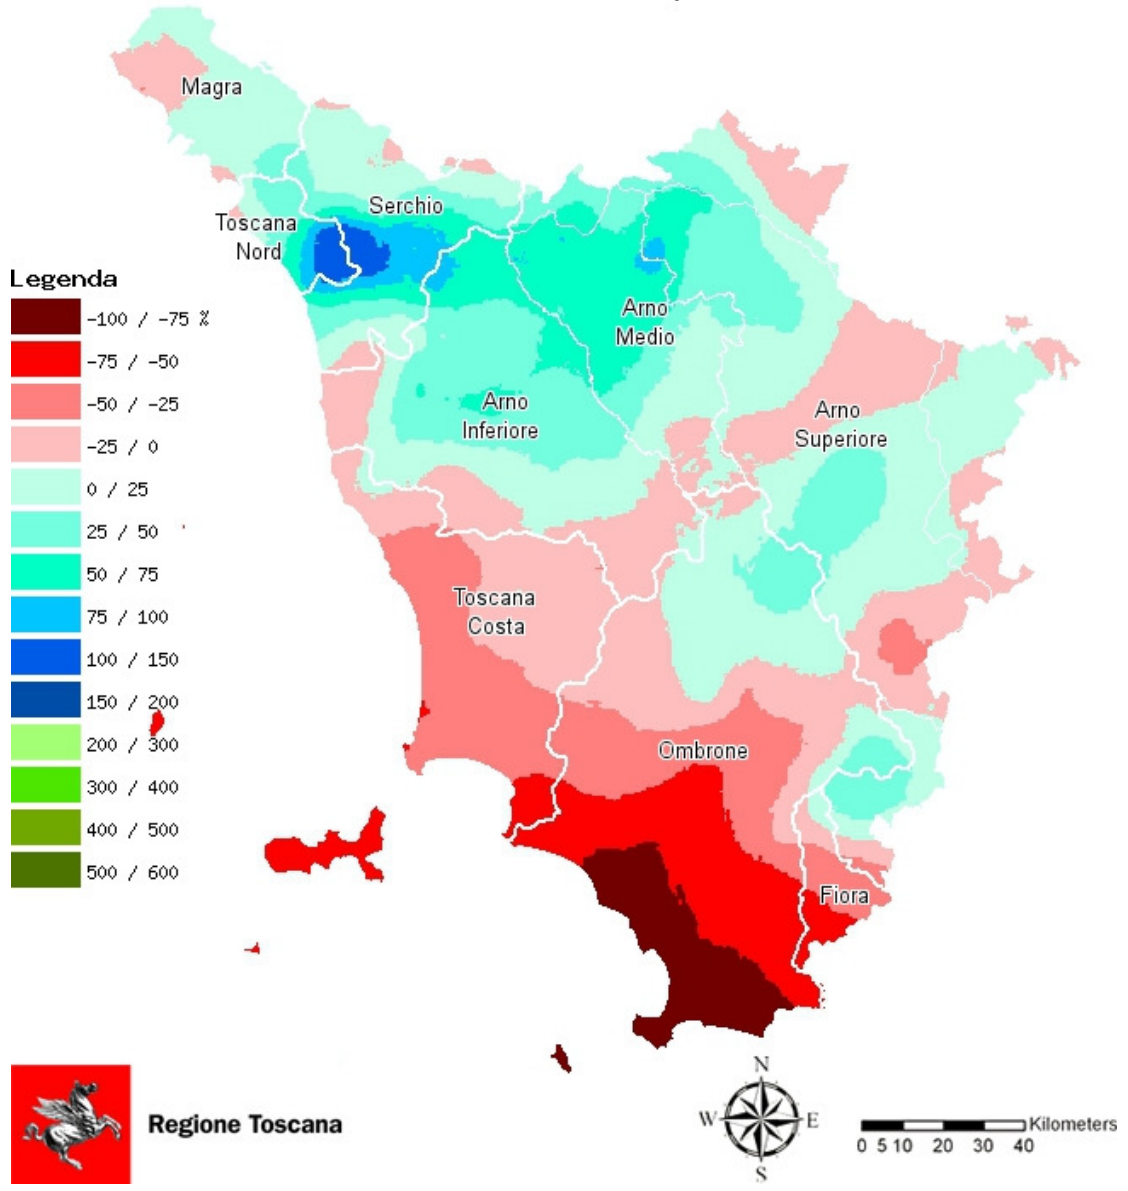 Magra
Serchio
Toscana
Nord
Legenda
-100 / -75 %
-75 / -50
-50 / -25
-25 / 0
0 / 25
25 / 50
50 / 75
75 / 100
100 / 150
150 / 200
200 / 300
300 / 400
400 / 500
500 / 600
Arno
Medio
Arno
Inferiore
Arno
Superiore
Toscana
Costa
Ombrone
Fiora
Regione Toscana
N
W E
S
Kilometers
0 5 10 20 30 40